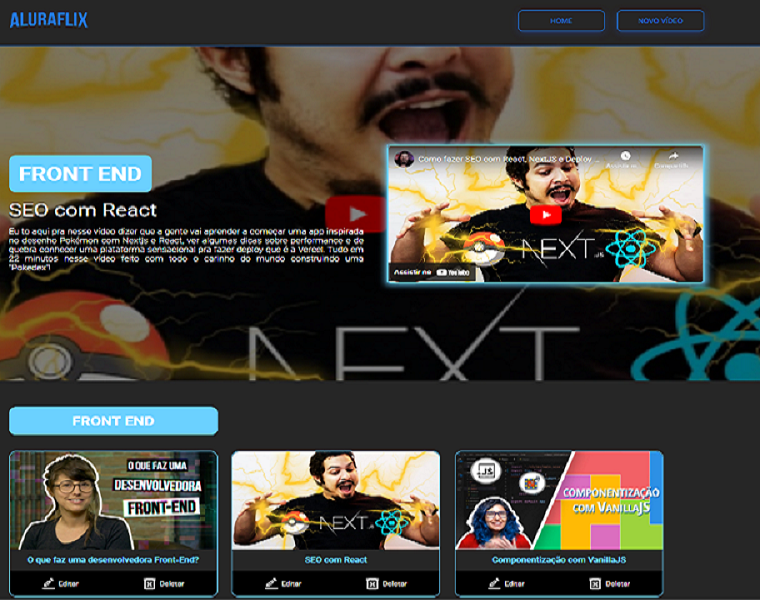 ALURAFLIX
HOME
NOVO VÍDEO
Como fazer SEO com React, NextJS e Deploy ...
FRONT END
SEO com React
Eu to aqui pra nesse vídeo dizer que a gente vai aprender a começar uma app inspirada
no desenho Pokémon com Nextjs e React, ver algumas dicas sobre performance e de
quebra conhecer uma plataforma sensacional pra fazer deploy que é a Vercel. Tudo em
22 minutos nesse vídeo feito com todo o carinho do mundo construindo uma
"Pokedex"!
NEXT
.JS
Assistir no YouTube
NEXT
FRONT END
O QUE FAZ UMA
DESENVOLVEDORA
FRONT-END
O que faz uma desenvolvedora Front-End?
Editar
Deletar
NEXT
SEO com React
Editar
Deletar
JS
COMPONENTIZAÇÃO
COM VANILLAJS
Componentização com VanillaJS
Editar
Deletar